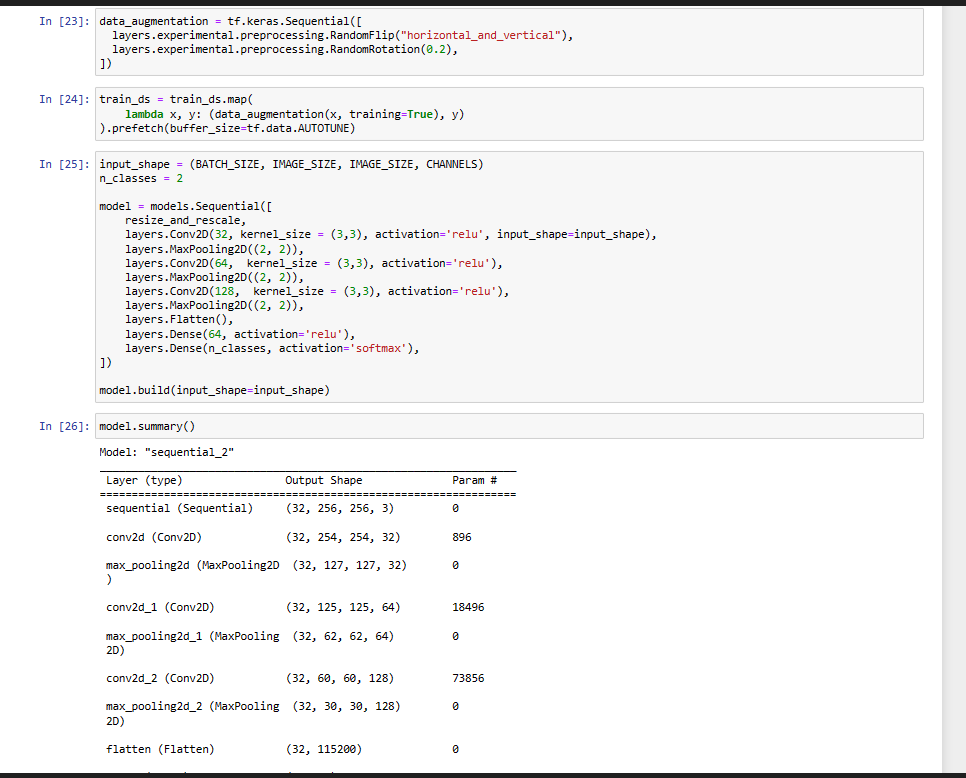 In [23]: data_augmentation = tf.keras.Sequential([
  layers.experimental.preprocessing.RandomFlip("horizontal_and_vertical"),
  layers.experimental.preprocessing.RandomRotation(0.2),
])
In [24]: train_ds = train_ds.map(
    lambda x, y: (data_augmentation(x, training=True), y)
).prefetch(buffer_size=tf.data.AUTOTUNE)
In [25]: input_shape = (BATCH_SIZE, IMAGE_SIZE, IMAGE_SIZE, CHANNELS)
n_classes = 2
model = models.Sequential([
    resize_and_rescale,
    layers.Conv2D(32, kernel_size = (3,3), activation='relu', input_shape=input_shape),
    layers.MaxPooling2D((2, 2)),
    layers.Conv2D(64,  kernel_size = (3,3), activation='relu'),
    layers.MaxPooling2D((2, 2)),
    layers.Conv2D(128,  kernel_size = (3,3), activation='relu'),
    layers.MaxPooling2D((2, 2)),
    layers.Flatten(),
    layers.Dense(64, activation='relu'),
    layers.Dense(n_classes, activation='softmax'),
])
model.build(input_shape=input_shape)
In [26]: model.summary()
Model: "sequential_2"
Layer (type) Output Shape Param #
=================================================================
sequential (Sequential) (32, 256, 256, 3) 0
conv2d (Conv2D) (32, 254, 254, 32) 896
max_pooling2d (MaxPooling2D (32, 127, 127, 32) 0
)
conv2d_1 (Conv2D) (32, 125, 125, 64) 18496
max_pooling2d_1 (MaxPooling (32, 62, 62, 64) 0
2D)
conv2d_2 (Conv2D) (32, 60, 60, 128) 73856
max_pooling2d_2 (MaxPooling (32, 30, 30, 128) 0
2D)
flatten (Flatten) (32, 115200) 0